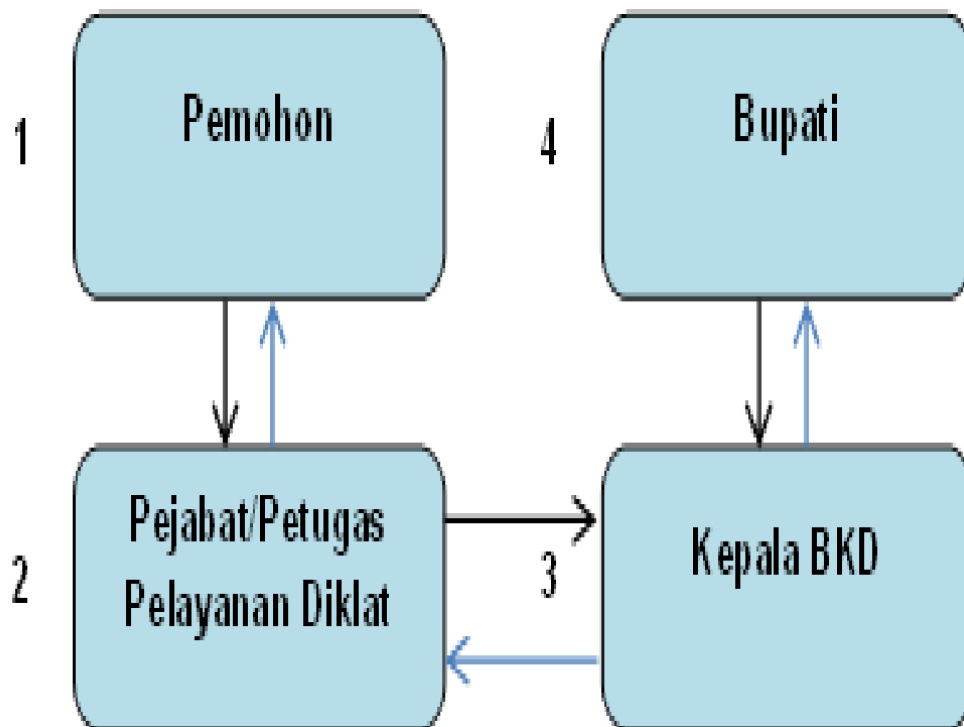 1
Pemohon
4
Bupati
2
Pejabat/Petugas
Pelayanan Diklat
3
Kepala BKD